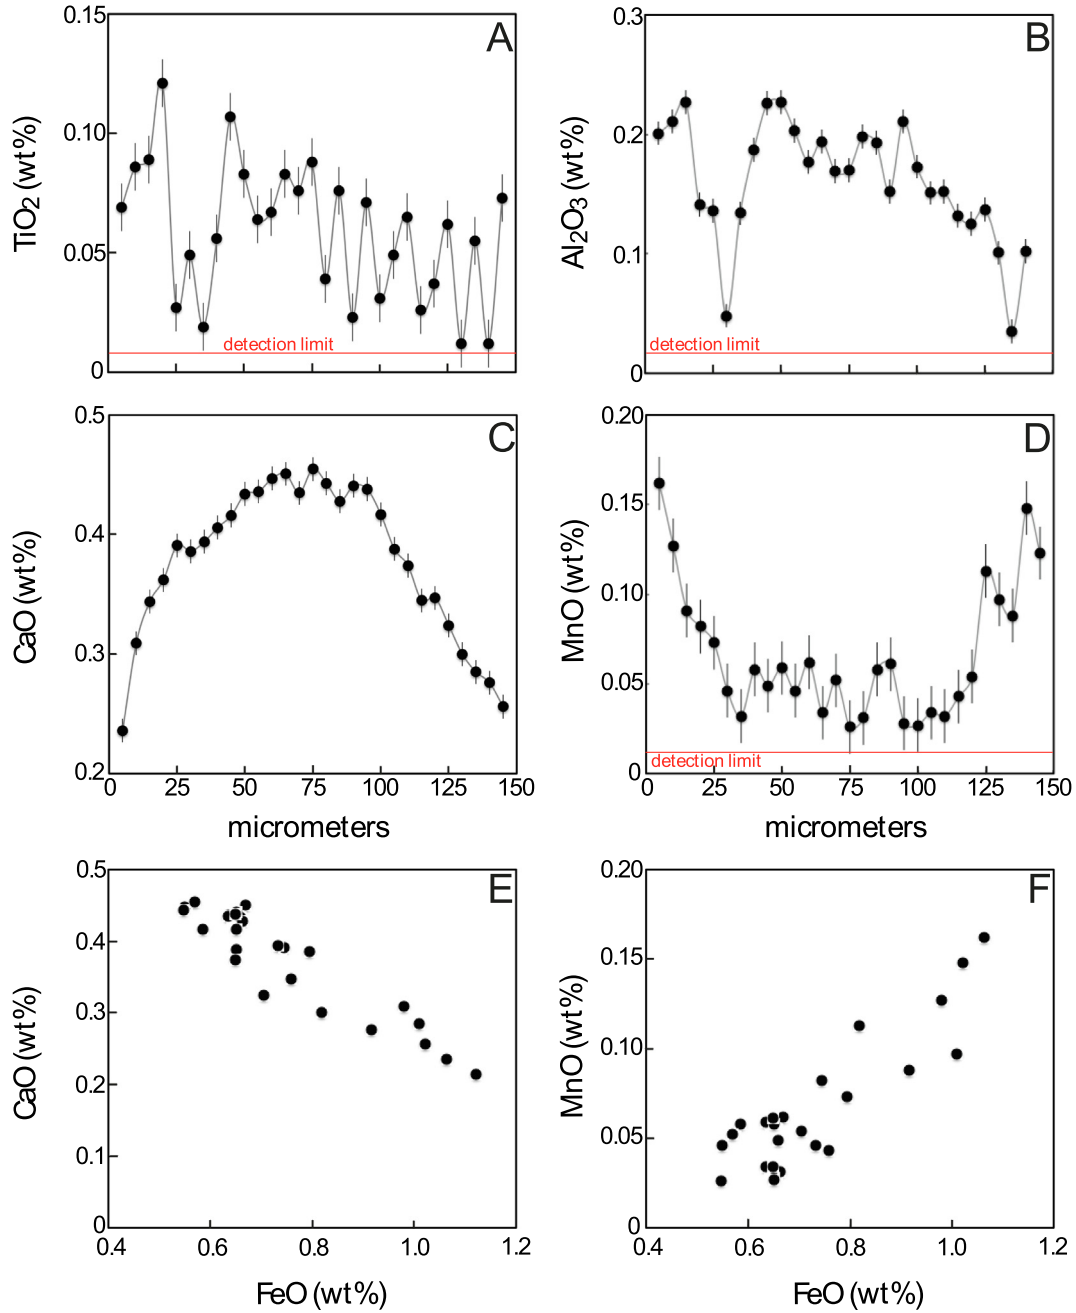 0.15
A
0.10
0.05
0
TiO2 (wt%)
detection limit
0.3
B
0.2
0.1
0
Al2O3 (wt%)
detection limit
0.5
C
0.4
0.3
0.2
CaO (wt%)
0 25 50 75 100 125 150
micrometers
0.20
D
0.15
0.10
0.05
0
MnO (wt%)
detection limit
0 25 50 75 100 125 150
micrometers
0.5
E
0.4
0.3
0.2
0.1
0
CaO (wt%)
0.4 0.6 0.8 1.0 1.2
FeO (wt%)
0.20
F
0.15
0.10
0.05
0
MnO (wt%)
0.4 0.6 0.8 1.0 1.2
FeO (wt%)